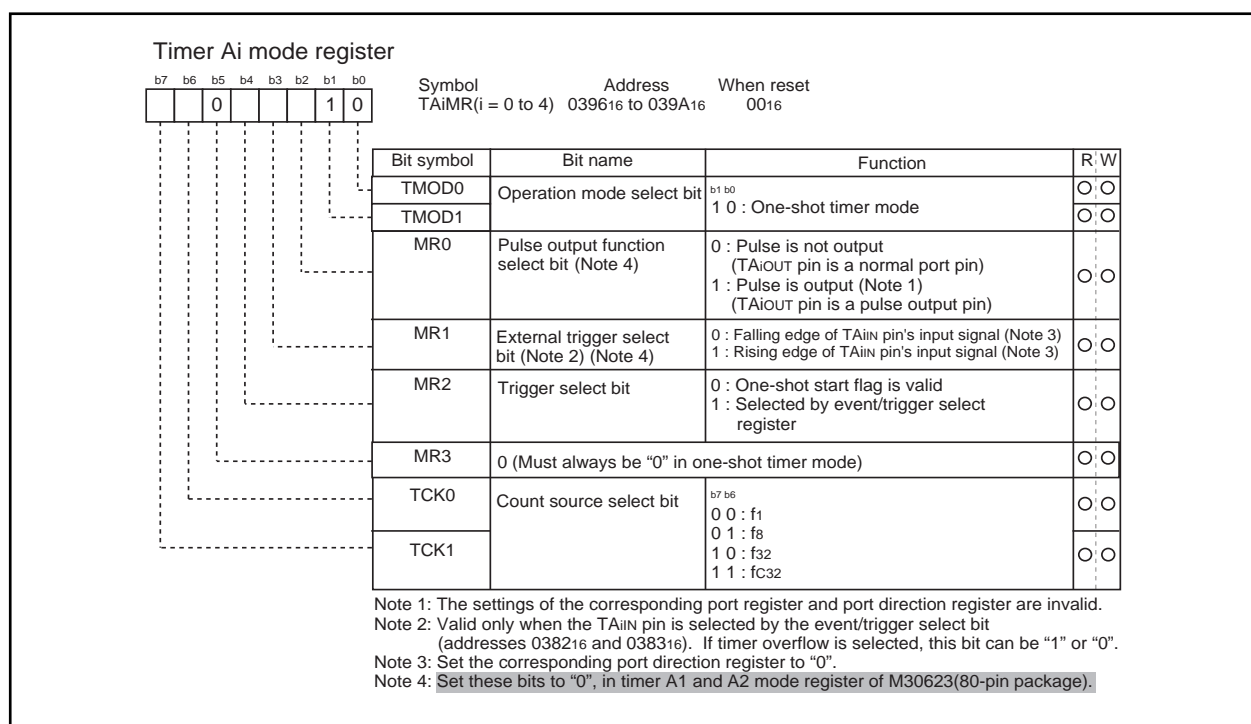 Timer Ai mode register
b7 b6 b5 b4 b3 b2 b1 b0
0 1 0
Symbol Address When reset
TAiMR(i = 0 to 4) 039616 to 039A16 0016
Bit symbol Bit name Function R W
TMOD0 Operation mode select bit b1 b0
1 0 : One-shot timer mode
TMOD1
MR0 Pulse output function select bit (Note 4)
0 : Pulse is not output
(TAiOUT pin is a normal port pin)
1 : Pulse is output (Note 1)
(TAiOUT pin is a pulse output pin)
MR1 External trigger select bit (Note 2) (Note 4)
0 : Falling edge of TAiIN pin's input signal (Note 3)
1 : Rising edge of TAiIN pin's input signal (Note 3)
MR2 Trigger select bit
0 : One-shot start flag is valid
1 : Selected by event/trigger select
register
MR3 0 (Must always be “0” in one-shot timer mode)
TCK0 Count source select bit b7 b6
0 0 : f1
0 1 : f8
TCK1
1 0 : f32
1 1 : fC32
Note 1: The settings of the corresponding port register and port direction register are invalid.
Note 2: Valid only when the TAiIN pin is selected by the event/trigger select bit
(addresses 038216 and 038316). If timer overflow is selected, this bit can be “1” or “0”.
Note 3: Set the corresponding port direction register to “0”.
Note 4: Set these bits to “0”, in timer A1 and A2 mode register of M30623(80-pin package).